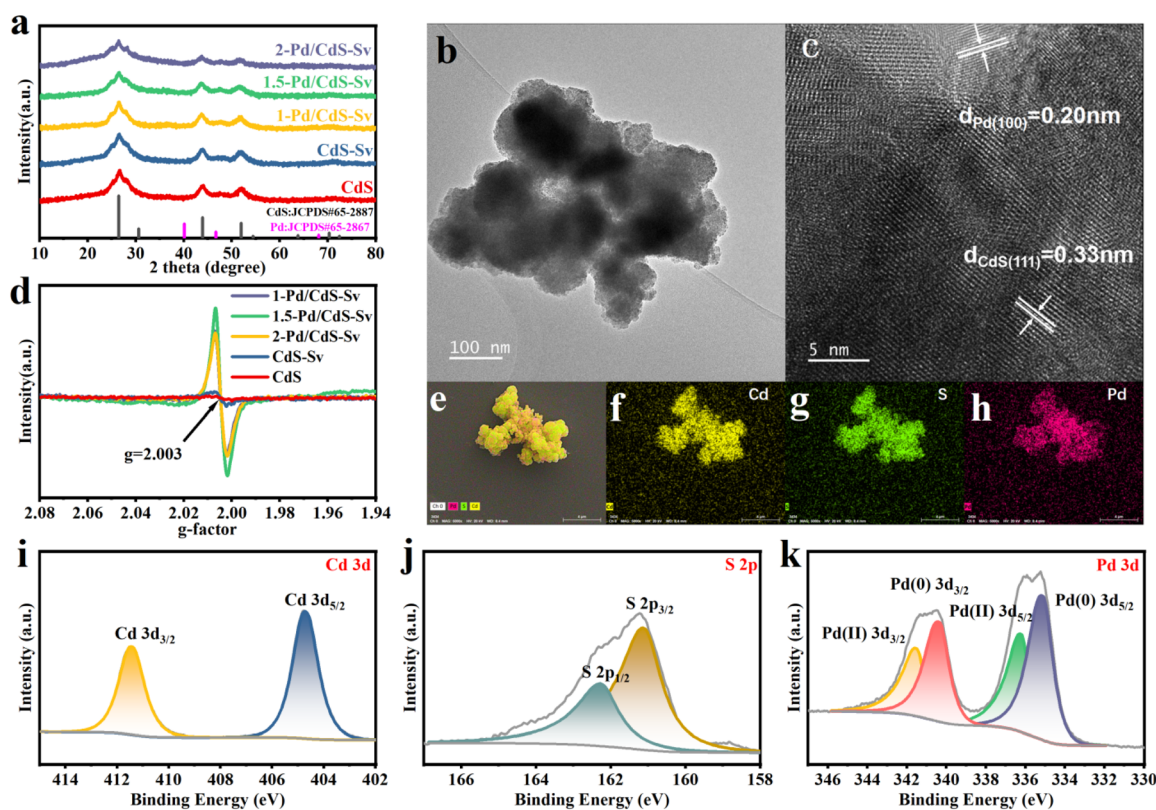 a
2-Pd/CdS-Sv
1.5-Pd/CdS-Sv
1-Pd/CdS-Sv
CdS-Sv
CdS
CdS:JCPDS#65-2887
Pd:JCPDS#65-2867
Intensity(a.u.)
10 20 30 40 50 60 70 80
2 theta (degree)
b
100 nm
c
dPd(100)=0.20nm
dCdS(111)=0.33nm
5 nm
d
1-Pd/CdS-Sv
1.5-Pd/CdS-Sv
2-Pd/CdS-Sv
CdS-Sv
CdS
g=2.003
Intensity(a.u.)
2.08 2.06 2.04 2.02 2.00 1.98 1.96 1.94
g-factor
e
f
Cd
g
S
h
Pd
i
Cd 3d
Cd 3d5/2
Cd 3d3/2
Intensity (a.u.)
414 412 410 408 406 404 402
Binding Energy (eV)
j
S 2p
S 2p3/2
S 2p1/2
Intensity (a.u.)
166 164 162 160 158
Binding Energy (eV)
k
Pd 3d
Pd(0) 3d3/2
Pd(II) 3d5/2
Pd(0) 3d5/2
Pd(II) 3d3/2
Intensity (a.u.)
346 344 342 340 338 336 334 332 330
Binding Energy (eV)